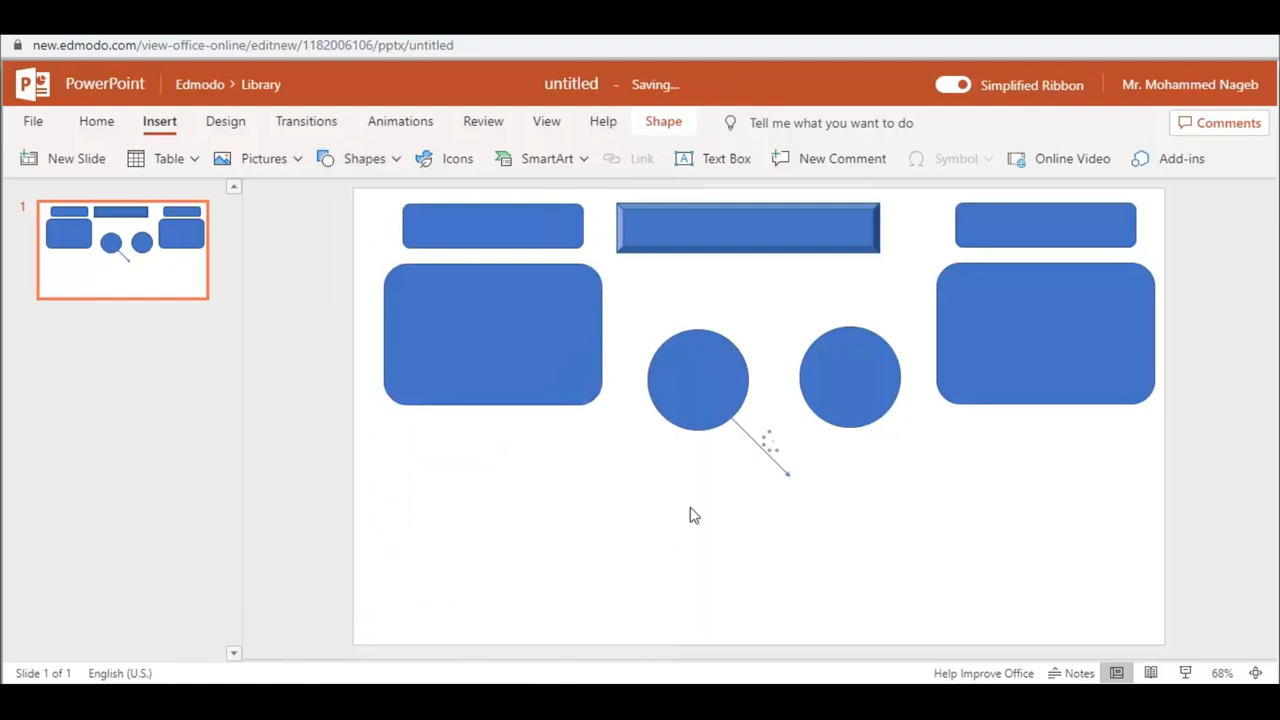 new.edmodo.com/view-office-online/editnew/1182006106/pptx/untitled
PowerPoint Edmodo > Library untitled - Saving... Simplified Ribbon Mr. Mohammed Nageb
File Home Insert Design Transitions Animations Review View Help Shape Tell me what you want to do Comments
New Slide Table Pictures Shapes Icons SmartArt Link Text Box New Comment Symbol Online Video Add-ins
1
Slide 1 of 1 English (U.S.) Help Improve Office Notes 68%